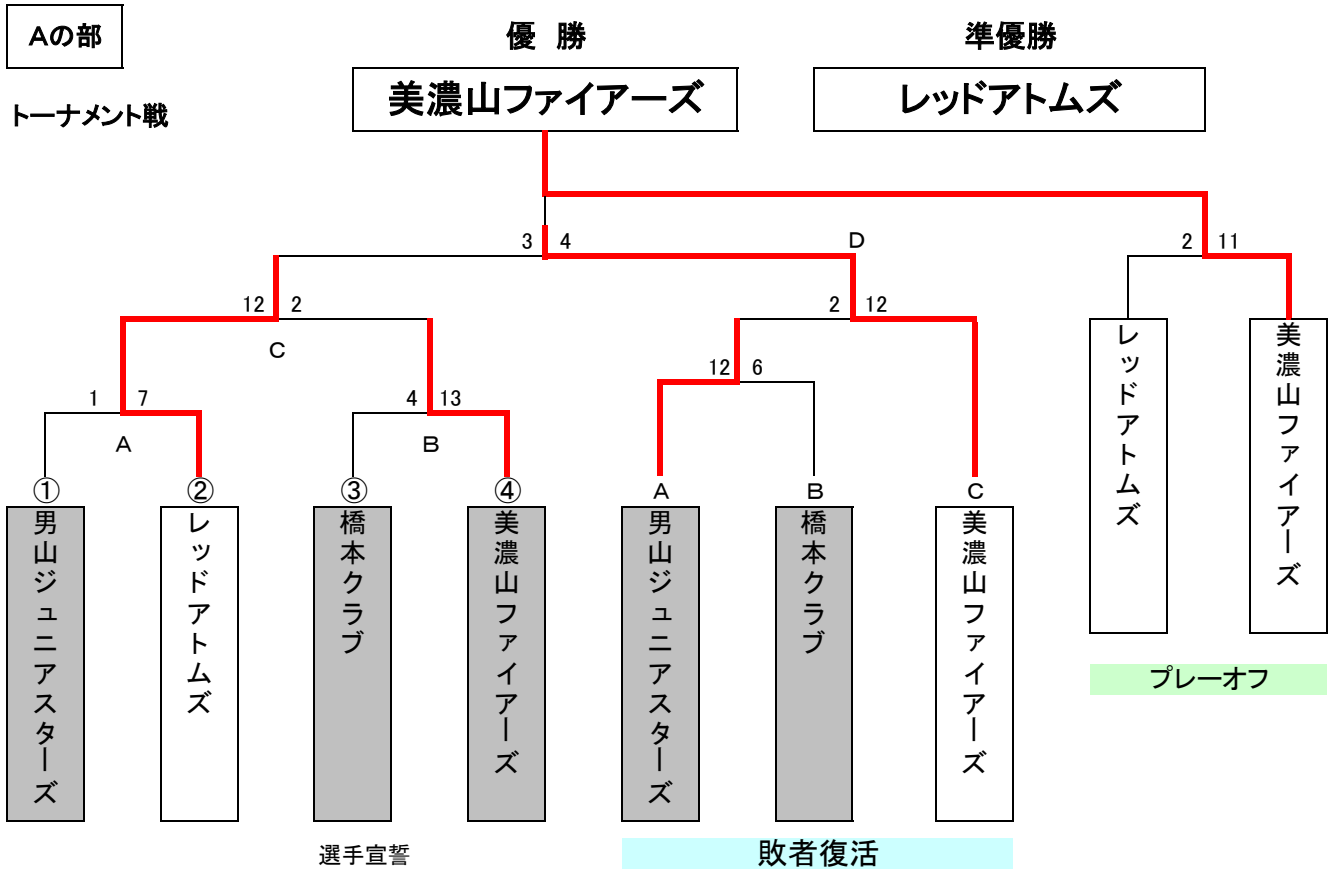 Aの部
優 勝
準優勝
美濃山ファイアーズ
レッドアトムズ
トーナメント戦
3 4
D
2 11
12 2
2 12
C
12 6
1 7
4 13
A
B
① ② ③ ④ A B C
男山ジュニアスターズ
レッドアトムズ
橋本クラブ
美濃山ファイアーズ
男山ジュニアスターズ
橋本クラブ
美濃山ファイアーズ
レッドアトムズ
美濃山ファイアーズ
プレーオフ
選手宣誓
敗者復活